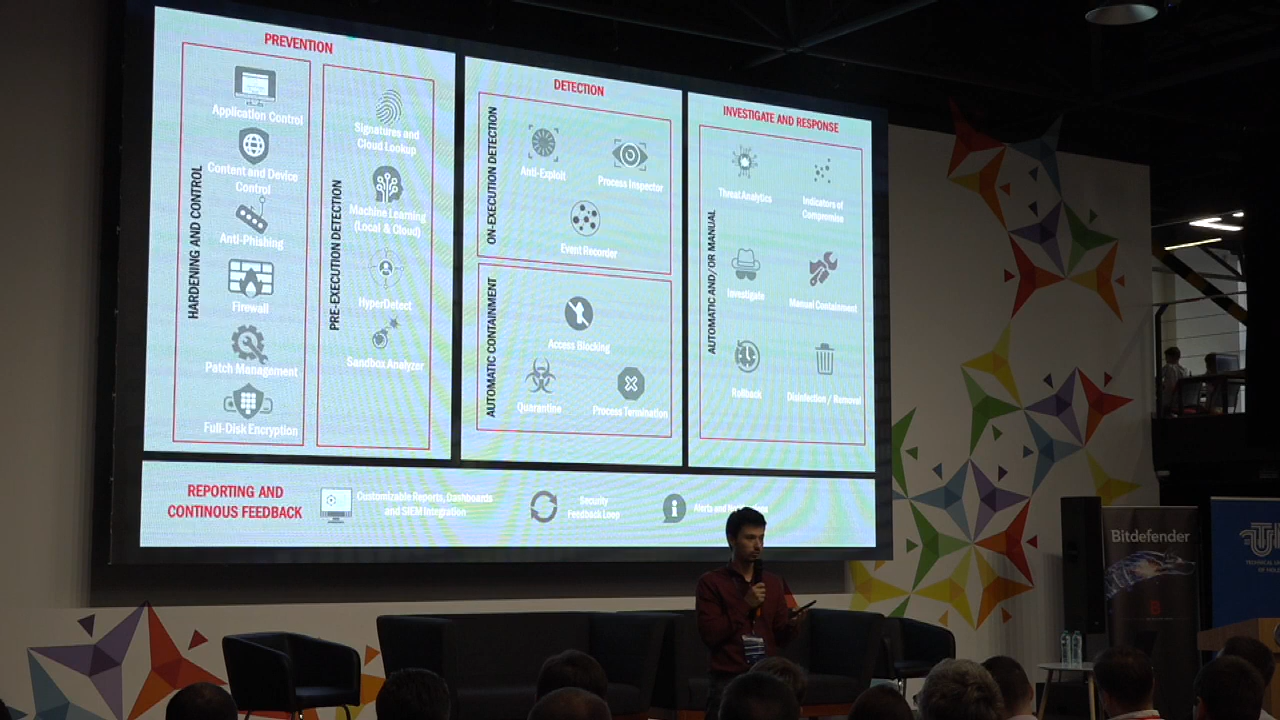 PREVENTION
HARDENING AND CONTROL
Application Control
Content and Device
Control
Anti-Phishing
Firewall
Patch Management
Full-Disk Encryption
PRE-EXECUTION DETECTION
Signatures and
Cloud Lookup
Machine Learning
(Local & Cloud)
HyperDetect
Sandbox Analyzer
DETECTION
ON-EXECUTION DETECTION
Anti-Exploit
Process Inspector
Event Recorder
AUTOMATIC CONTAINMENT
Access Blocking
Quarantine
Process Termination
INVESTIGATE AND RESPONSE
AUTOMATIC AND/OR MANUAL
Threat Analytics
Indicators of
Compromise
Investigate
Manual Containment
Rollback
Disinfection / Removal
REPORTING AND
CONTINOUS FEEDBACK
Customizable Reports, Dashboards
and SIEM Integration
Security
Feedback Loop
Alerts and
Bitdefender
B
TECHNICAL